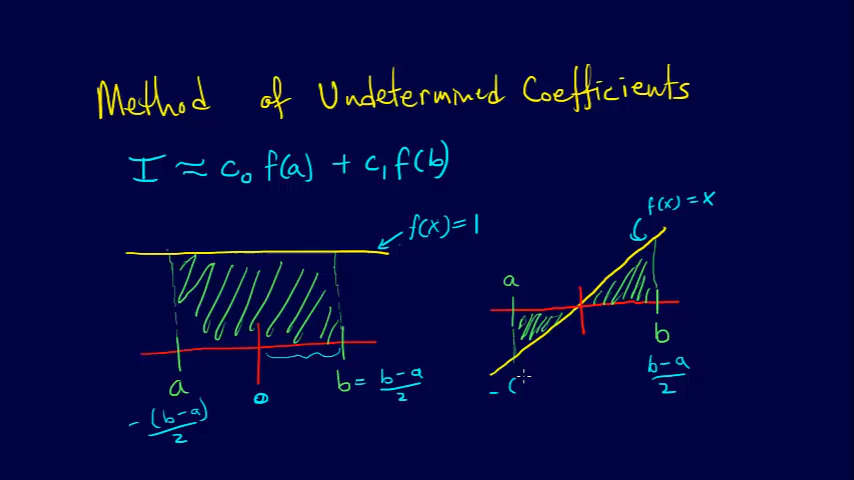 Method of Undetermined Coefficients
I ≈ c₀ f(a) + c₁ f(b)
f(x) = 1
f(x) = x
a
b = b-a/2
0
-(b-a)/2
a
b
b-a/2
- (